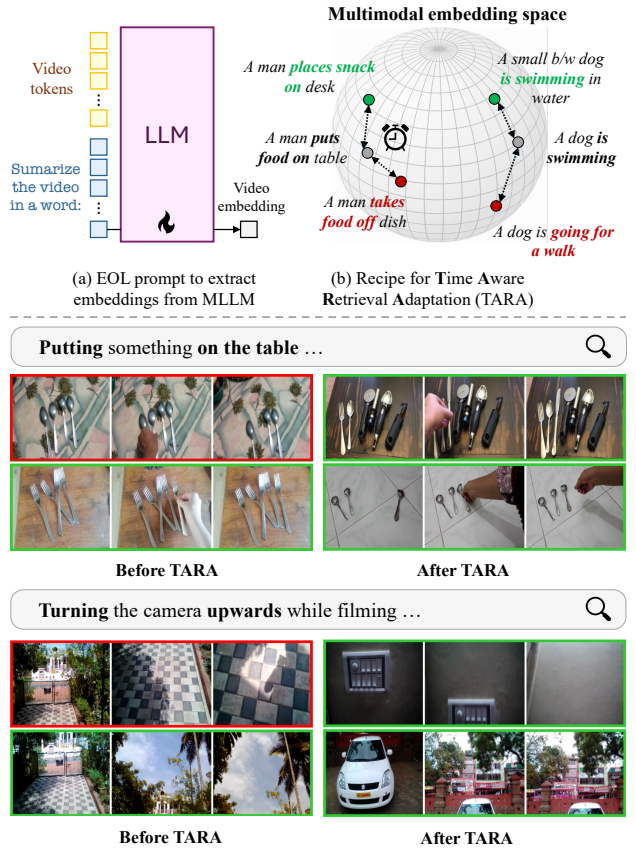 Multimodal embedding space
Video
tokens
Sumarize
the video
in a word:
LLM
Video
embedding
A man places snack
on desk
A small b/w dog
is swimming in
water
A man puts
food on table
A dog is
swimming
A man takes
food off dish
A dog is going for
a walk
(a) EOL prompt to extract
embeddings from MLLM
(b) Recipe for Time Aware
Retrieval Adaptation (TARA)
Putting something on the table …
Before TARA
After TARA
Turning the camera upwards while filming …
Before TARA
After TARA